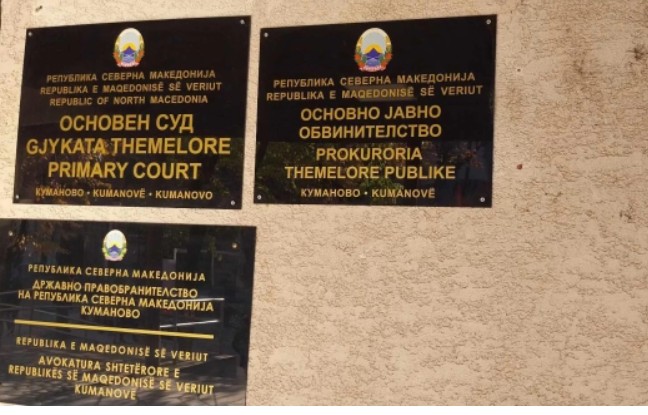 РЕПУБЛИКА СЕВЕРНА МАКЕДОНИЈА
REPUBLIKA E MAQEDONISË SË VERIUT
REPUBLIC OF NORTH MACEDONIA
ОСНОВЕН СУД
GJYKATA THEMELORE
PRIMARY COURT
КУМАНОВО • KUMANOVË • KUMANOVO
РЕПУБЛИКА СЕВЕРНА МАКЕДОНИЈА
REPUBLIKA E MAQEDONISË SË VERIUT
ОСНОВНО ЈАВНО
ОБВИНИТЕЛСТВО
PROKURORIA
THEMELORE PUBLIKE
КУМАНОВО • KUMANOVË
РЕПУБЛИКА СЕВЕРНА МАКЕДОНИЈА
ДРЖАВНО ПРАВОБРАНИТЕЛСТВО
НА РЕПУБЛИКА СЕВЕРНА МАКЕДОНИЈА
КУМАНОВО
REPUBLIKA E MAQEDONISË SË VERIUT
AVOKATURA SHTETËRORE E
REPUBLIKËS SË MAQEDONISË SË VERIUT
KUMANOVË